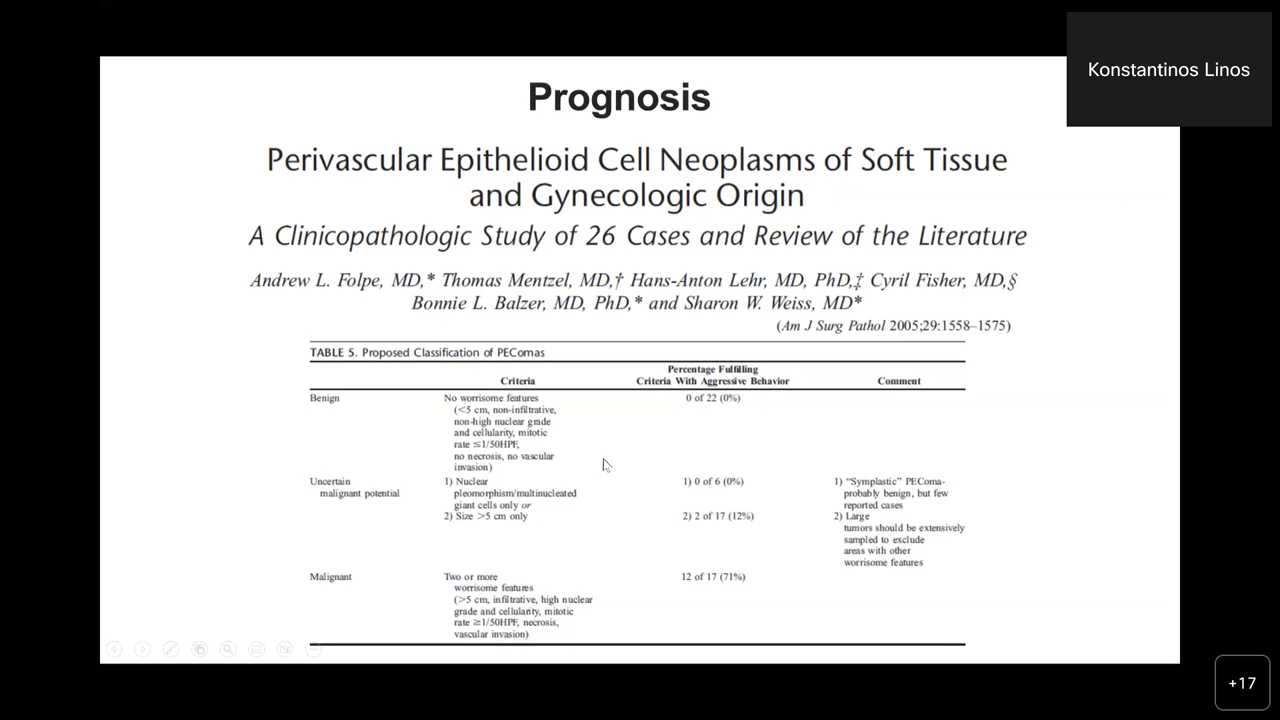 Konstantinos Linos
Prognosis
Perivascular Epithelioid Cell Neoplasms of Soft Tissue
and Gynecologic Origin
A Clinicopathologic Study of 26 Cases and Review of the Literature
Andrew L. Folpe, MD,* Thomas Mentzel, MD,† Hans-Anton Lehr, MD, PhD,‡ Cyril Fisher, MD,§
Bonnie L. Balzer, MD, PhD,* and Sharon W. Weiss, MD*
(Am J Surg Pathol 2005;29:1558–1575)
TABLE 5. Proposed Classification of PEComas
Percentage Fulfilling
Criteria Criteria With Aggressive Behavior Comment
Benign No worrisome features 0 of 22 (0%)
(<5 cm, non-infiltrative,
non-high nuclear grade
and cellularity, mitotic
rate ≤1/50HPF,
no necrosis, no vascular
invasion)
Uncertain 1) Nuclear 1) 0 of 6 (0%) 1) “Symplastic” PEComa-
malignant potential pleomorphism/multinucleated probably benign, but few
giant cells only or reported cases
2) Size >5 cm only 2) 2 of 17 (12%) 2) Large
tumors should be extensively
sampled to exclude
areas with other
worrisome features
Malignant Two or more 12 of 17 (71%)
worrisome features
(>5 cm, infiltrative, high nuclear
grade and cellularity, mitotic
rate ≥1/50HPF, necrosis,
vascular invasion)
+17